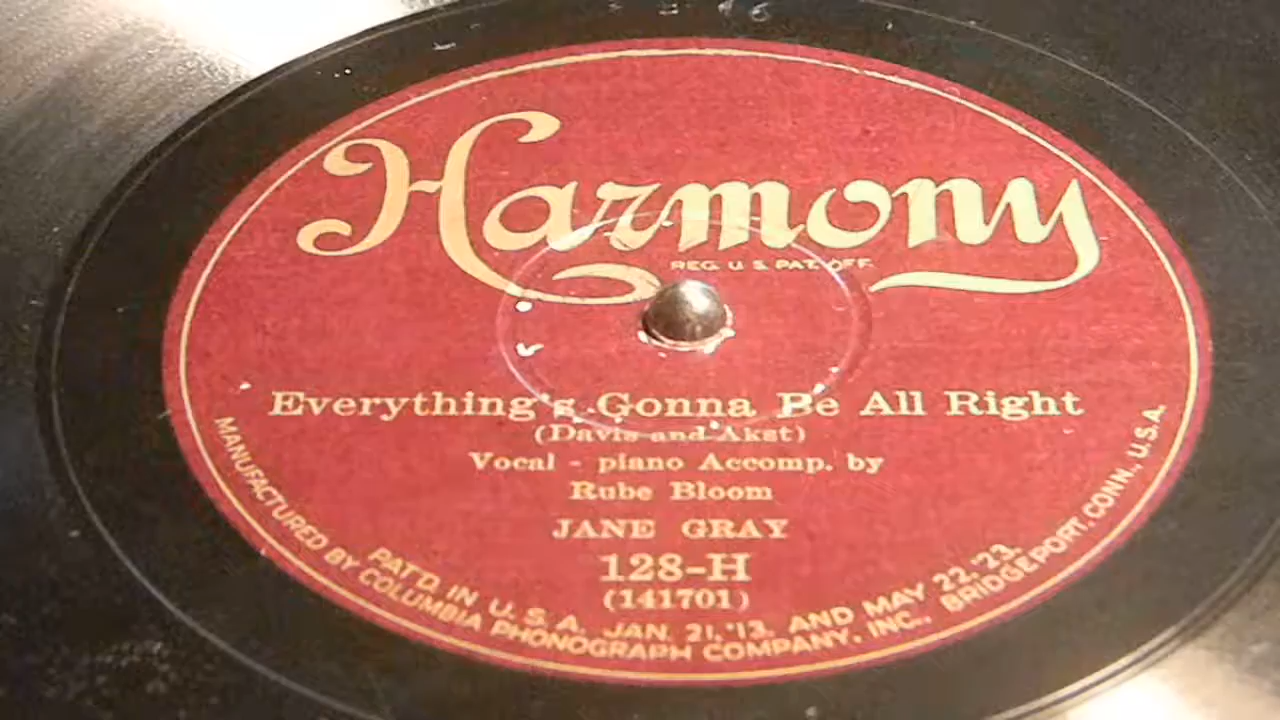 Harmony
REG. U. S. PAT. OFF.
Everything's Gonna Be All Right
(Davis and Akst)
Vocal - piano Accomp. by
Rube Bloom
JANE GRAY
128-H
(141701)
PAT'D. IN U. S. A. JAN. 21, '13. AND MAY 22, '23.
MANUFACTURED BY COLUMBIA PHONOGRAPH COMPANY, INC., BRIDGEPORT, CONN., U.S.A.